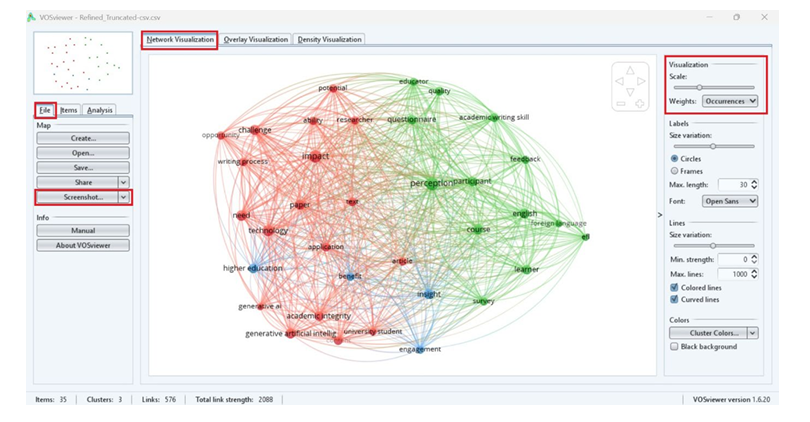 VOSviewer - Refined_Truncated-csv.csv
Network Visualization Overlay Visualization Density Visualization
File Items Analysis
Map
Create...
Open...
Save...
Share
Screenshot...
Info
Manual
About VOSviewer
potential
educator
quality
ability
researcher
questionnaire
academic writing skill
opportunity
challenge
writing process
impact
feedback
perception
participant
need
paper
tear
english
foreign language
technology
course
efl
application
higher education
article
benefit
learner
insight
survey
generative ai
academic integrity
generative artificial intellig
university student
engagement
Visualization
Scale:
Weights: Occurrences
Labels
Size variation:
Circles
Frames
Max. length: 30
Font: Open Sans
Lines
Size variation:
Min. strength: 0
Max. lines: 1000
Colored lines
Curved lines
Colors
Cluster Colors...
Black background
Items: 35 Clusters: 3 Links: 576 Total link strength: 2088 VOSviewer version 1.6.20